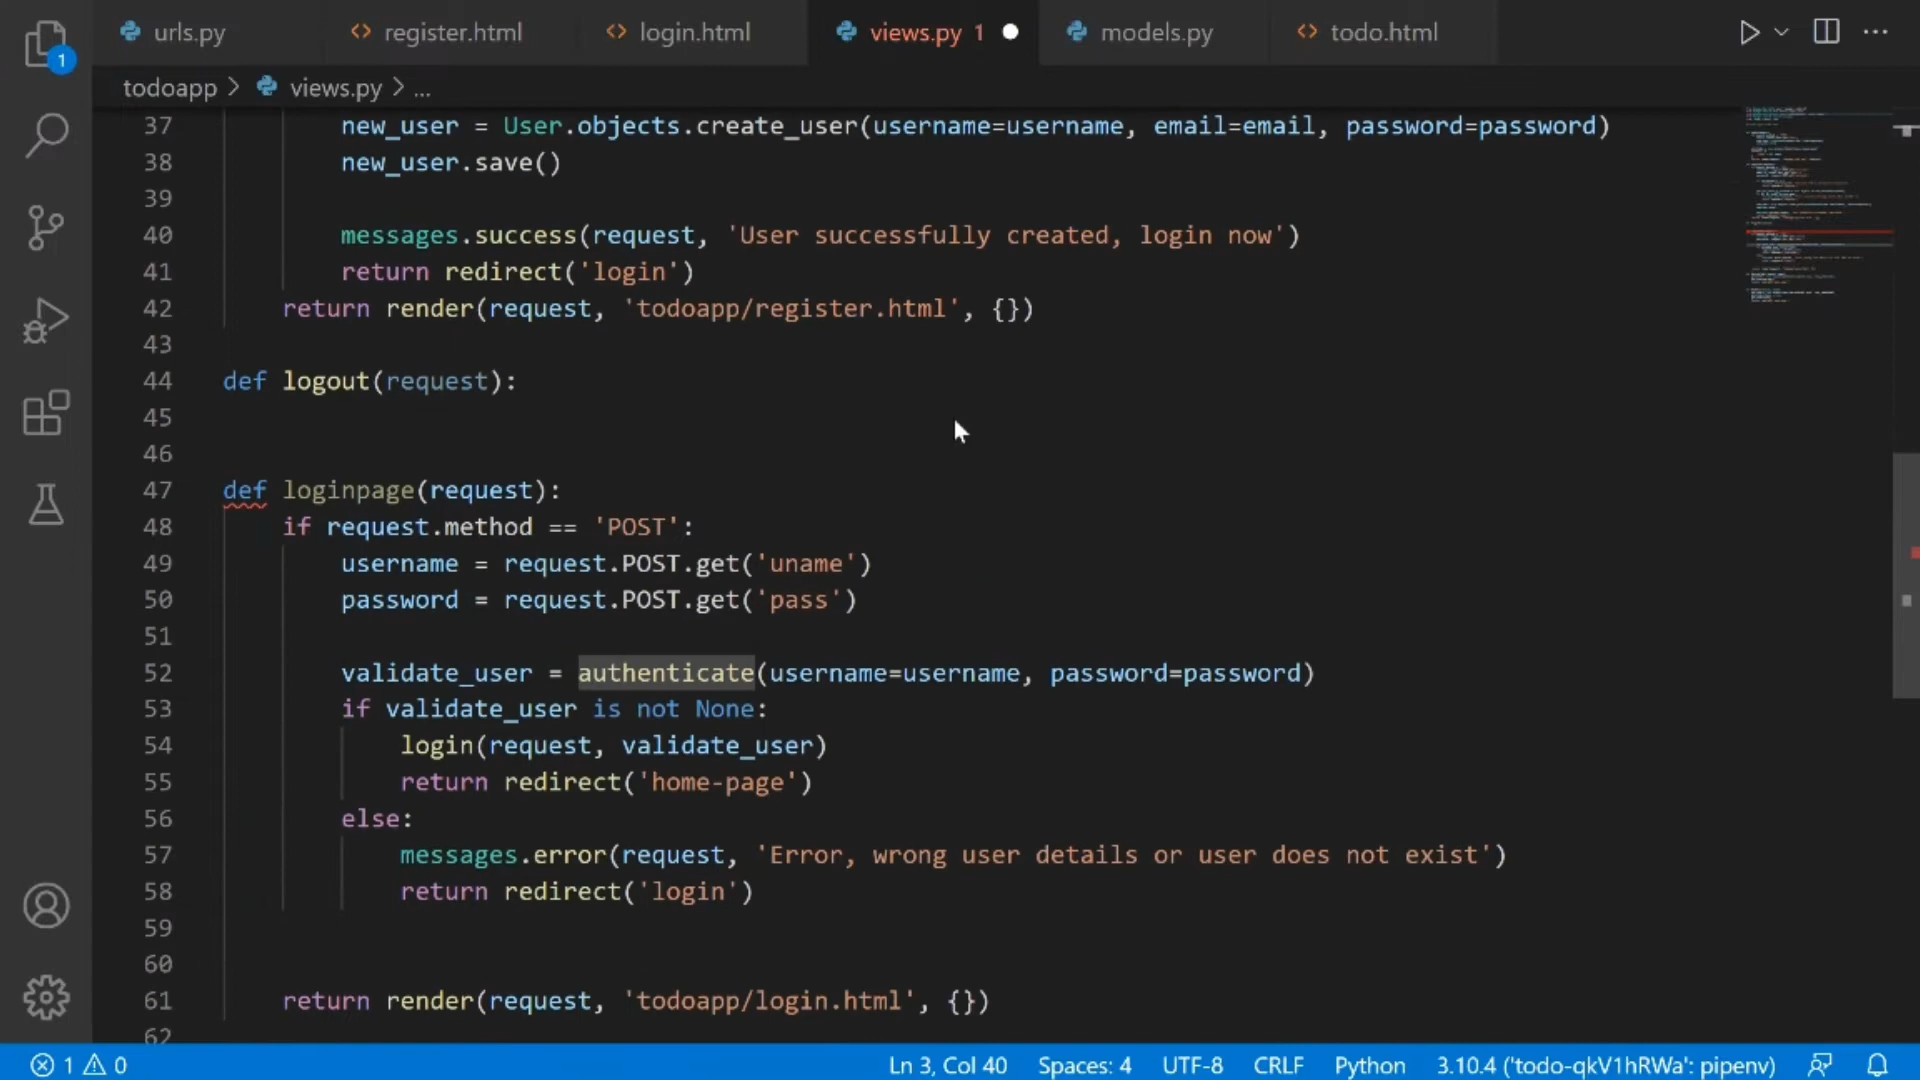 1
urls.py
register.html
login.html
views.py 1
models.py
todo.html
todoapp > views.py > ...
37 new_user = User.objects.create_user(username=username, email=email, password=password)
38 new_user.save()
39
40 messages.success(request, 'User successfully created, login now')
41 return redirect('login')
42 return render(request, 'todoapp/register.html', {})
43
44 def logout(request):
45
46
47 def loginpage(request):
48 if request.method == 'POST':
49 username = request.POST.get('uname')
50 password = request.POST.get('pass')
51
52 validate_user = authenticate(username=username, password=password)
53 if validate_user is not None:
54 login(request, validate_user)
55 return redirect('home-page')
56 else:
57 messages.error(request, 'Error, wrong user details or user does not exist')
58 return redirect('login')
59
60
61 return render(request, 'todoapp/login.html', {})
62
1 0
Ln 3, Col 40 Spaces: 4 UTF-8 CRLF Python 3.10.4 ('todo-qkV1hRWa': pipenv)